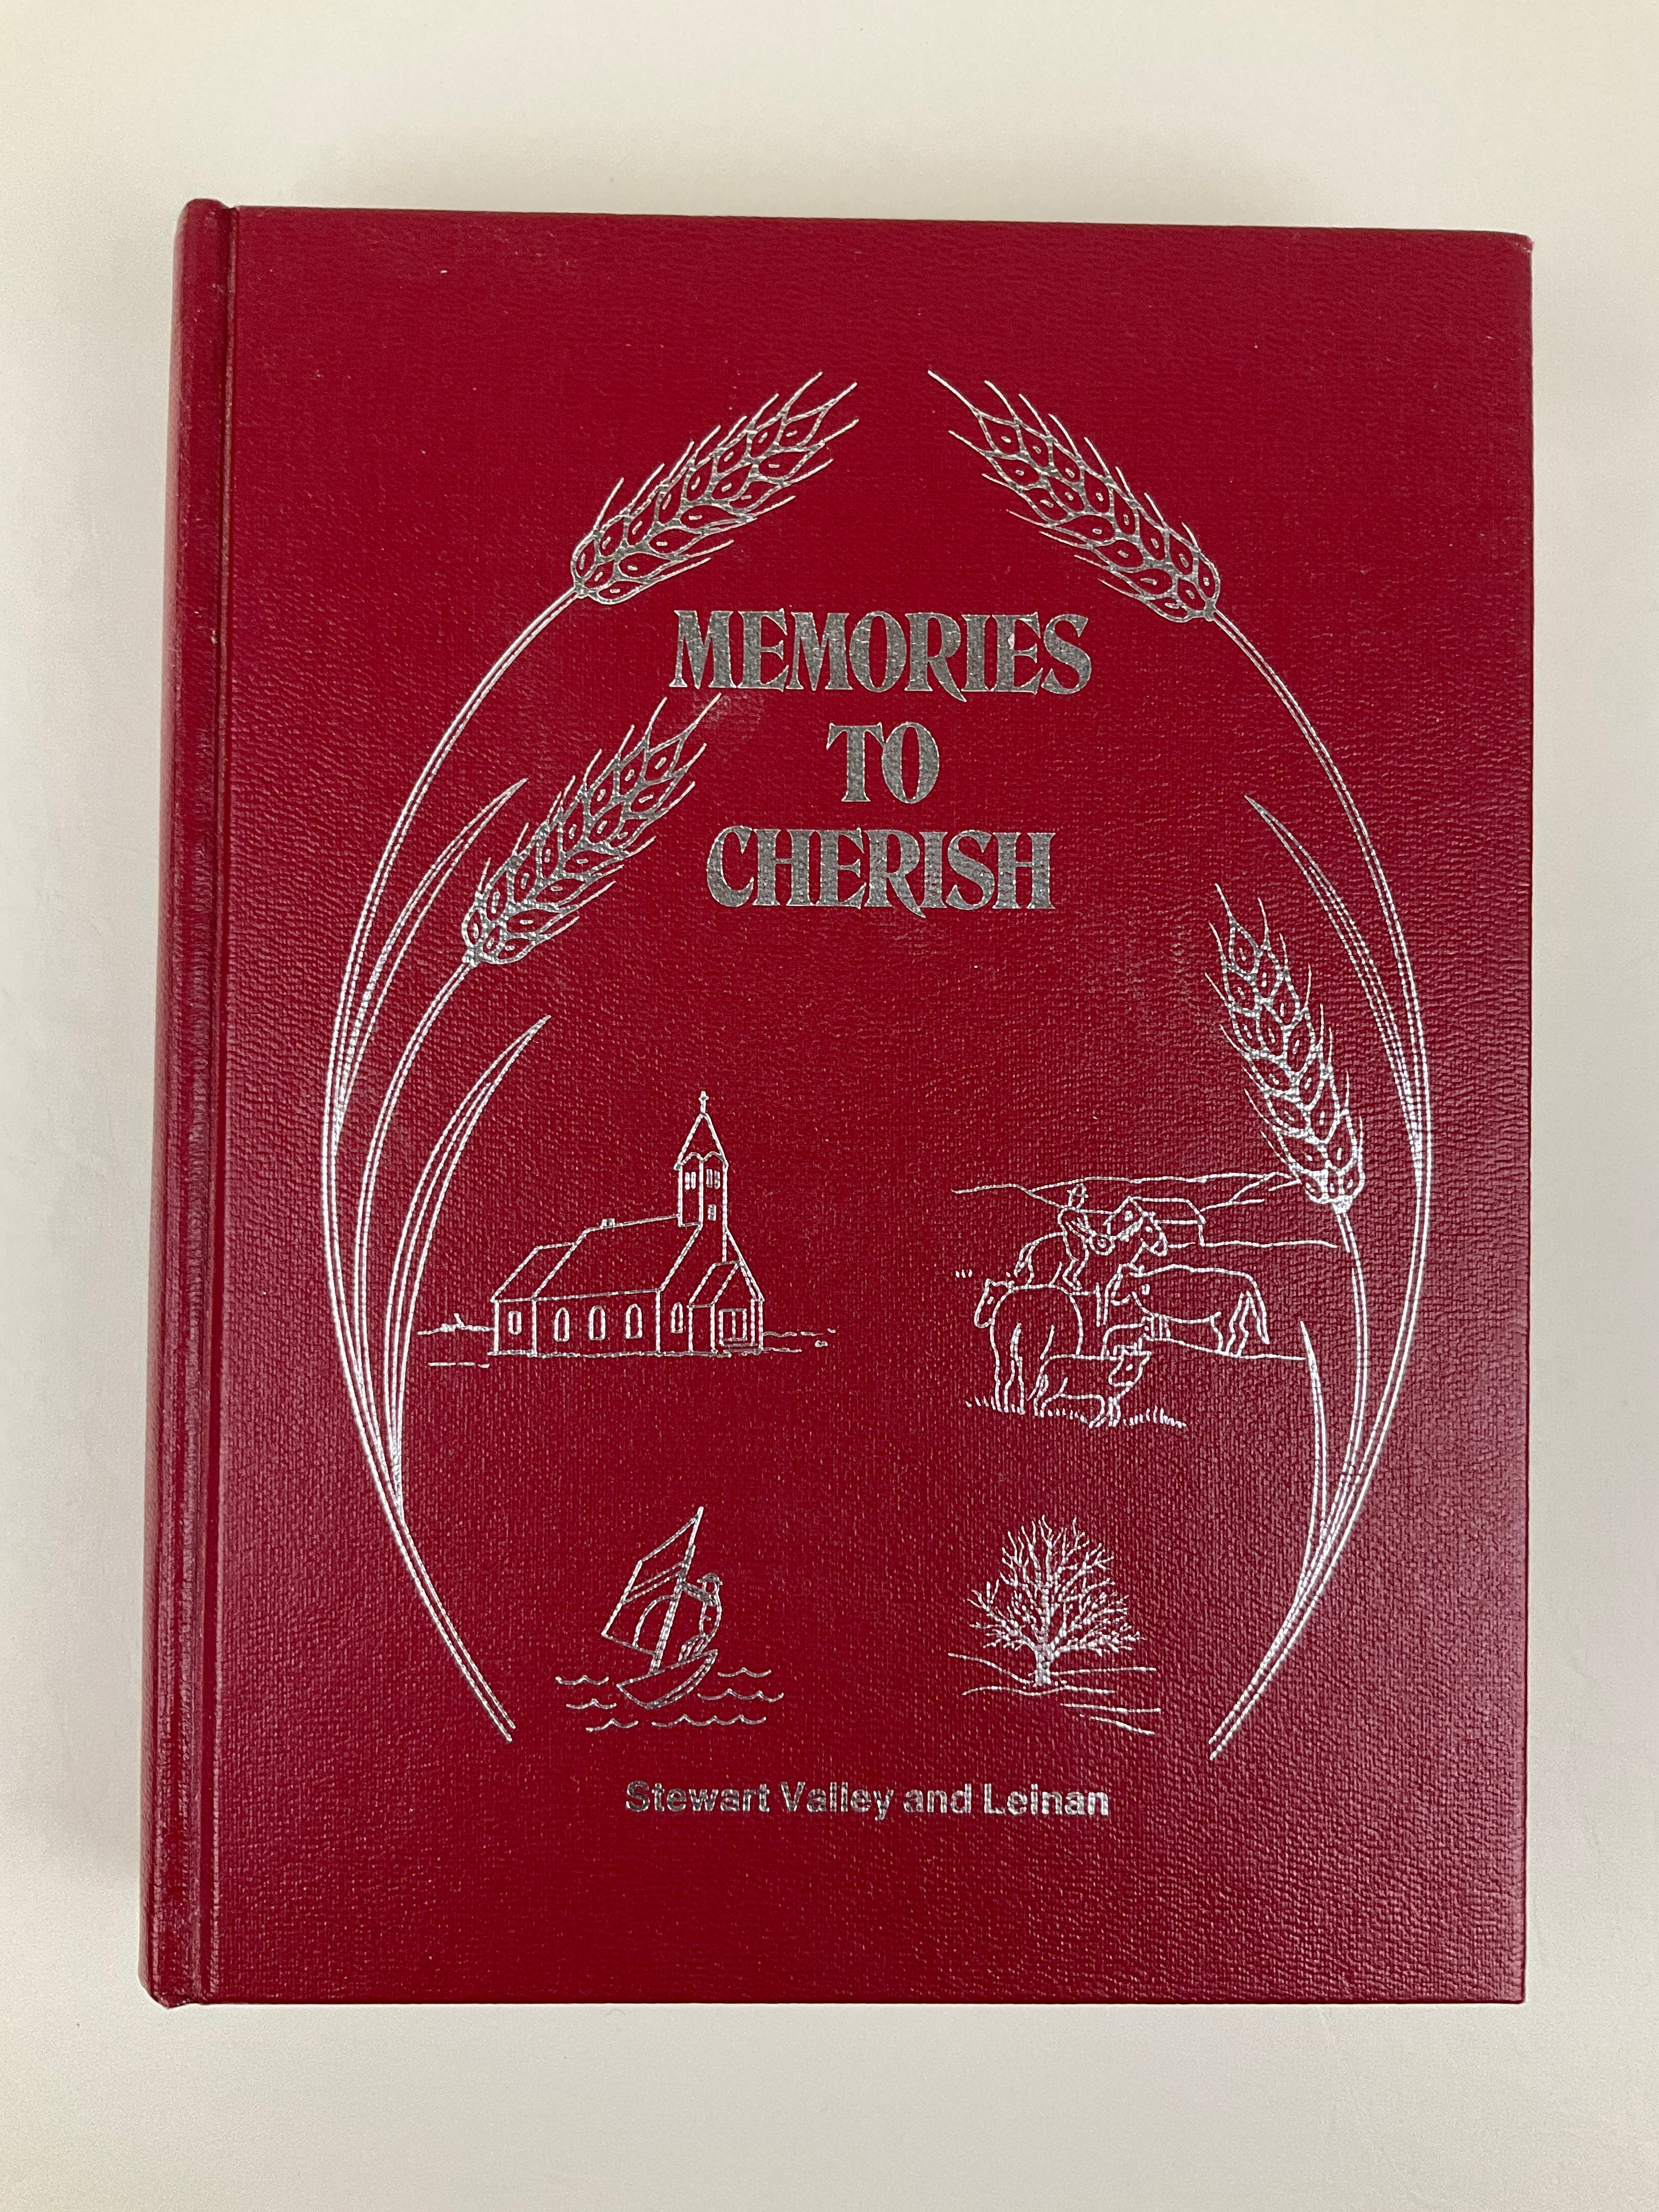 MEMORIES
TO
CHERISH
Stewart Valley and Leinan